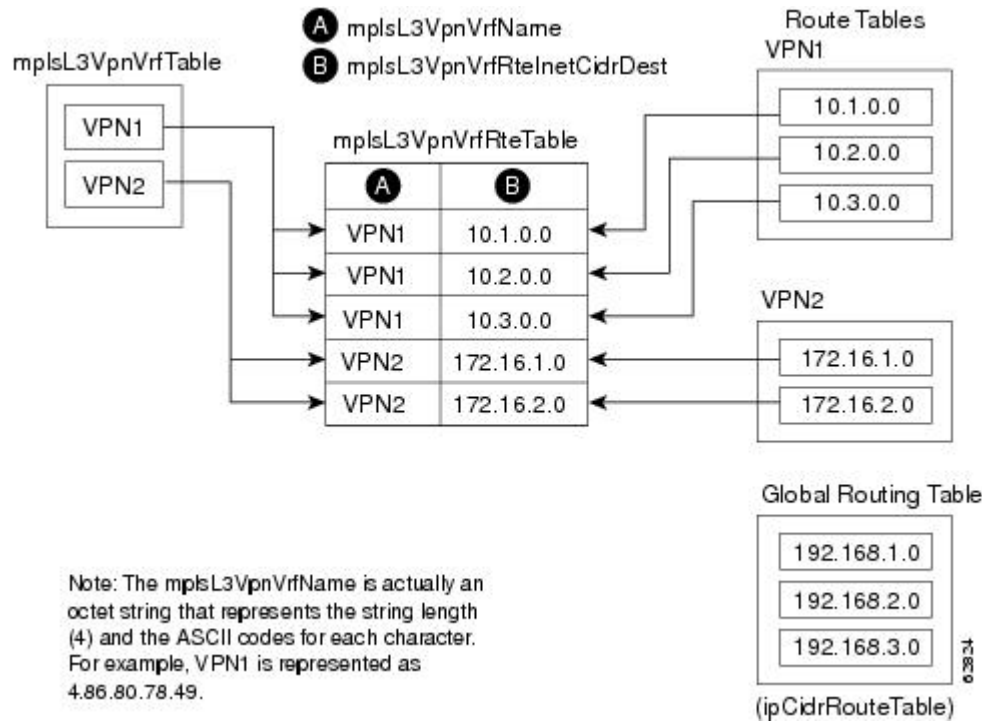 A mplsL3VpnVrfName
B mplsL3VpnVrfRteInetCidrDest
mplsL3VpnVrfTable
VPN1
VPN2
mplsL3VpnVrfRteTable
A B
VPN1 10.1.0.0
VPN1 10.2.0.0
VPN1 10.3.0.0
VPN2 172.16.1.0
VPN2 172.16.2.0
Route Tables
VPN1
10.1.0.0
10.2.0.0
10.3.0.0
VPN2
172.16.1.0
172.16.2.0
Global Routing Table
192.168.1.0
192.168.2.0
192.168.3.0
(ipCidrRouteTable)
Note: The mplsL3VpnVrfName is actually an
octet string that represents the string length
(4) and the ASCII codes for each character.
For example, VPN1 is represented as
4.86.80.78.49.